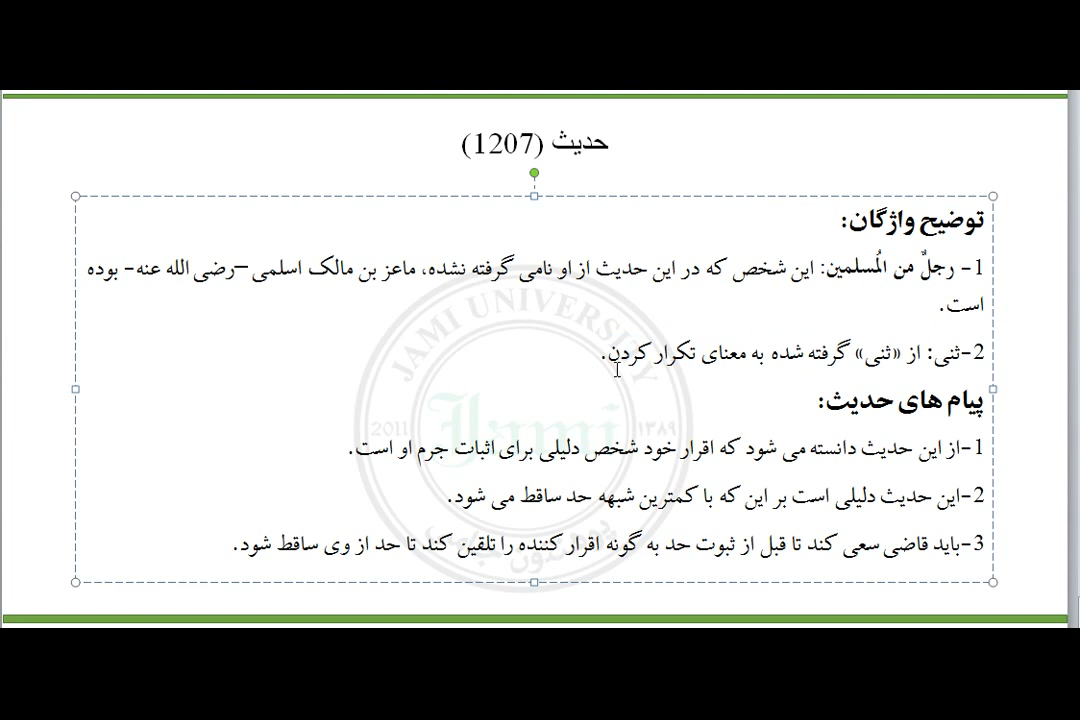 حدیث (1207)
توضیح واژگان:
1- رجلٌ من المُسلمین: این شخص که در این حدیث از او نامی گرفته نشده، ماعز بن مالک اسلمی –رضی الله عنه- بوده
است.
2-ثنی: از «ثنی» گرفته شده به معنای تکرار کردن.
پیام های حدیث:
1-از این حدیث دانسته می شود که اقرار خود شخص دلیلی برای اثبات جرم او است.
2-این حدیث دلیلی است بر این که با کمترین شبهه حد ساقط می شود.
3-باید قاضی سعی کند تا قبل از ثبوت حد به گونه اقرار کننده را تلقین کند تا حد از وی ساقط شود.
JAMI UNIVERSITY
2011
Jami
۱۳۸۹